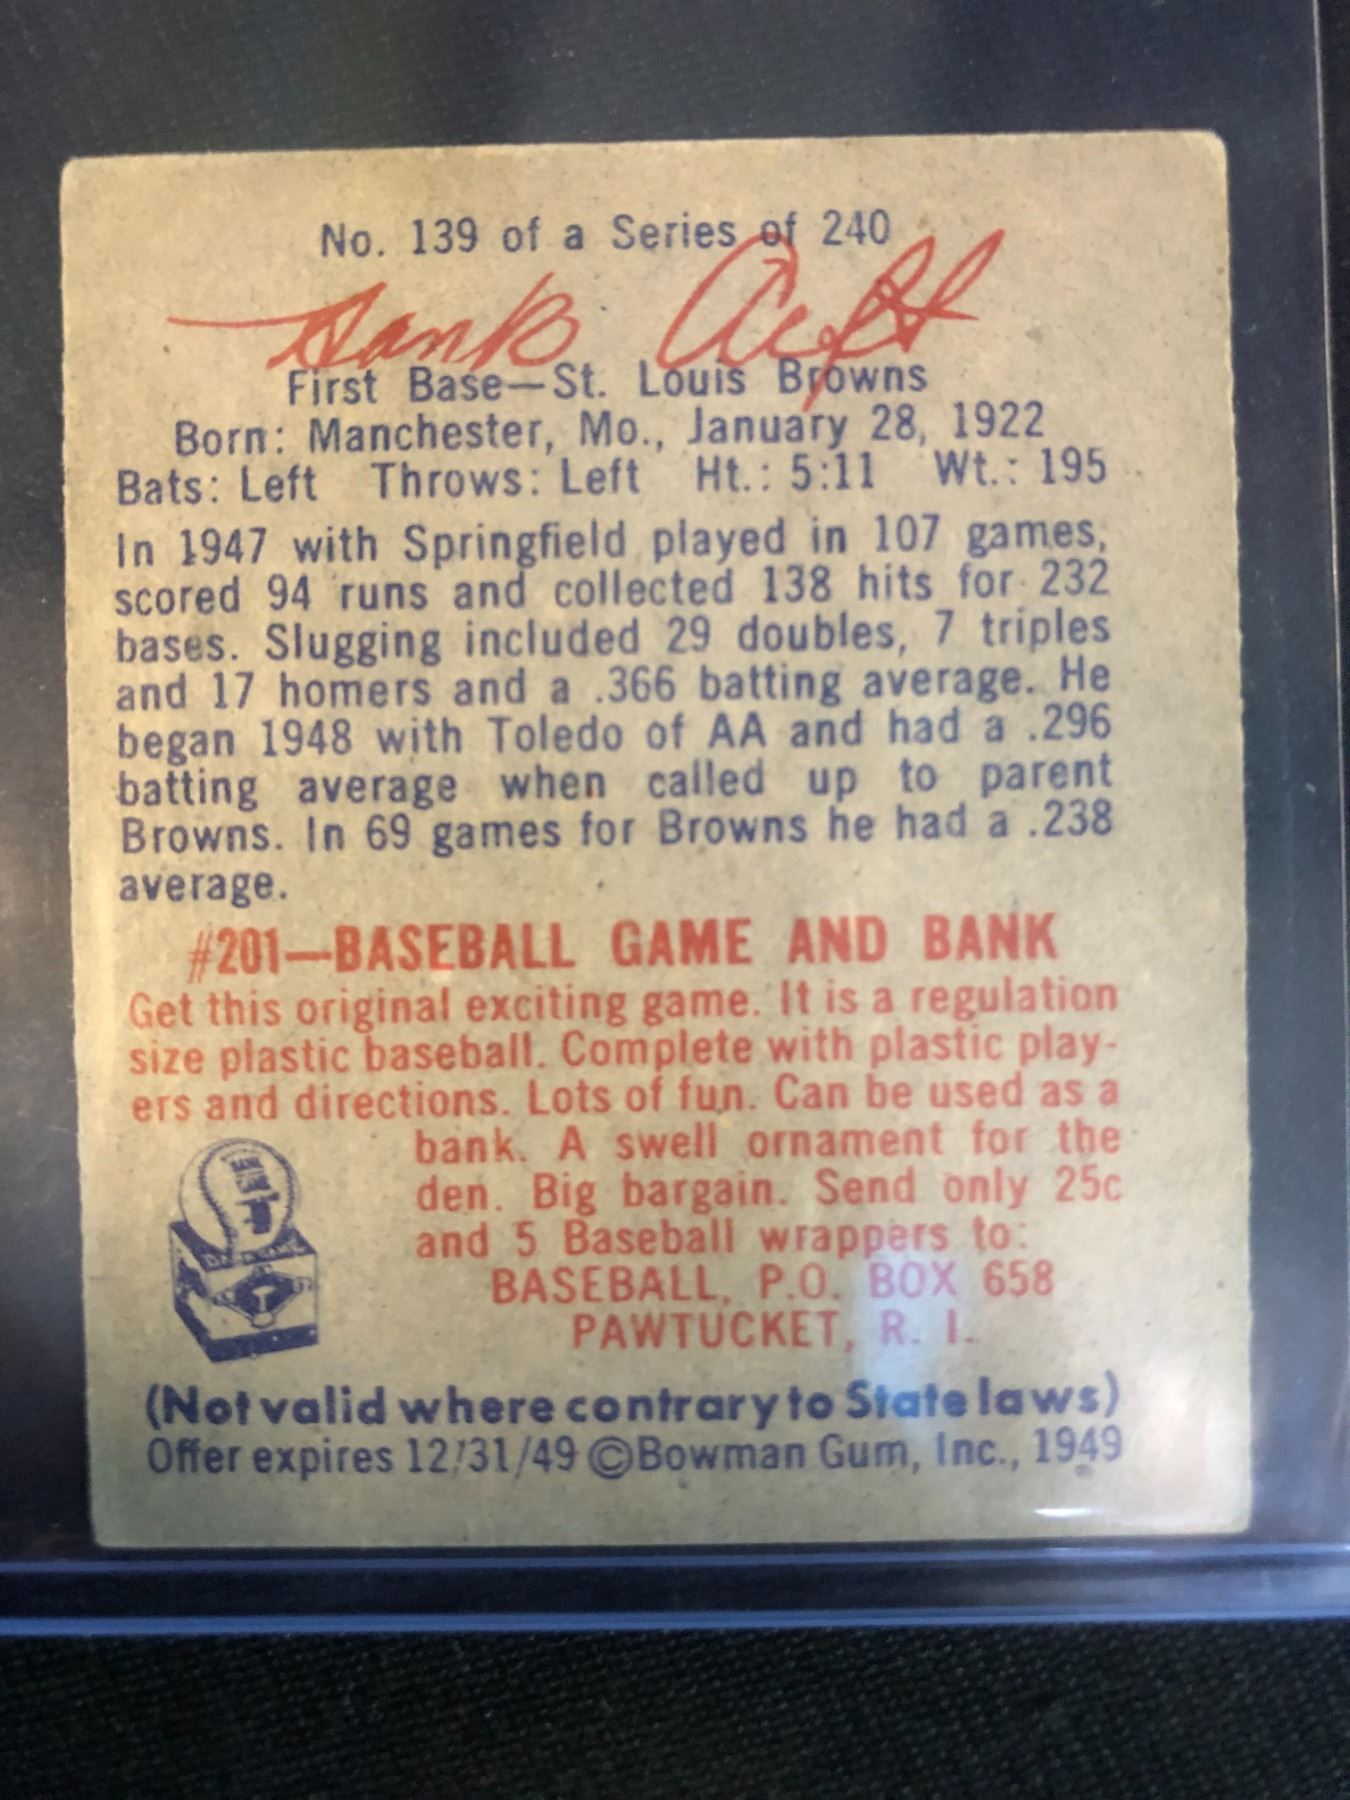 No. 139 of a Series of 240
Hank Arft
First Base—St. Louis Browns
Born: Manchester, Mo., January 28, 1922
Bats: Left Throws: Left Ht.: 5:11 Wt.: 195
In 1947 with Springfield played in 107 games,
scored 94 runs and collected 138 hits for 232
bases. Slugging included 29 doubles, 7 triples
and 17 homers and a .366 batting average. He
began 1948 with Toledo of AA and had a .296
batting average when called up to parent
Browns. In 69 games for Browns he had a .238
average.
#201—BASEBALL GAME AND BANK
Get this original exciting game. It is a regulation
size plastic baseball. Complete with plastic play-
ers and directions. Lots of fun. Can be used as a
bank. A swell ornament for the
den. Big bargain. Send only 25c
and 5 Baseball wrappers to:
BASEBALL, P.O. BOX 658
PAWTUCKET, R. I.
(Not valid where contrary to State laws)
Offer expires 12/31/49 ©Bowman Gum, Inc., 1949